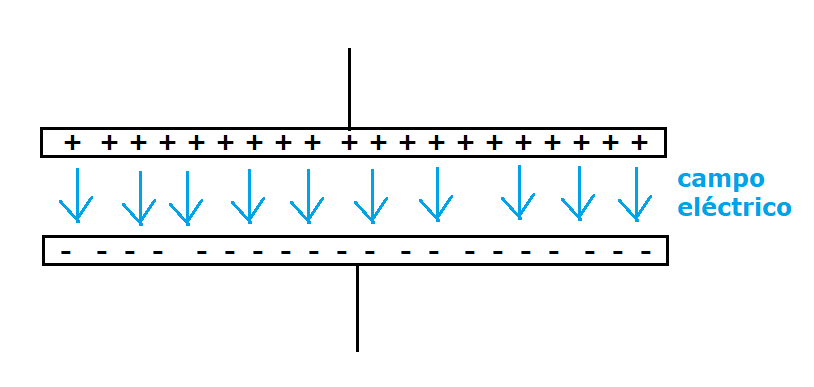 + + + + + + + + + + + + + + + + + + + +
campo
eléctrico
- - - - - - - - - - - - - - - - - - - -